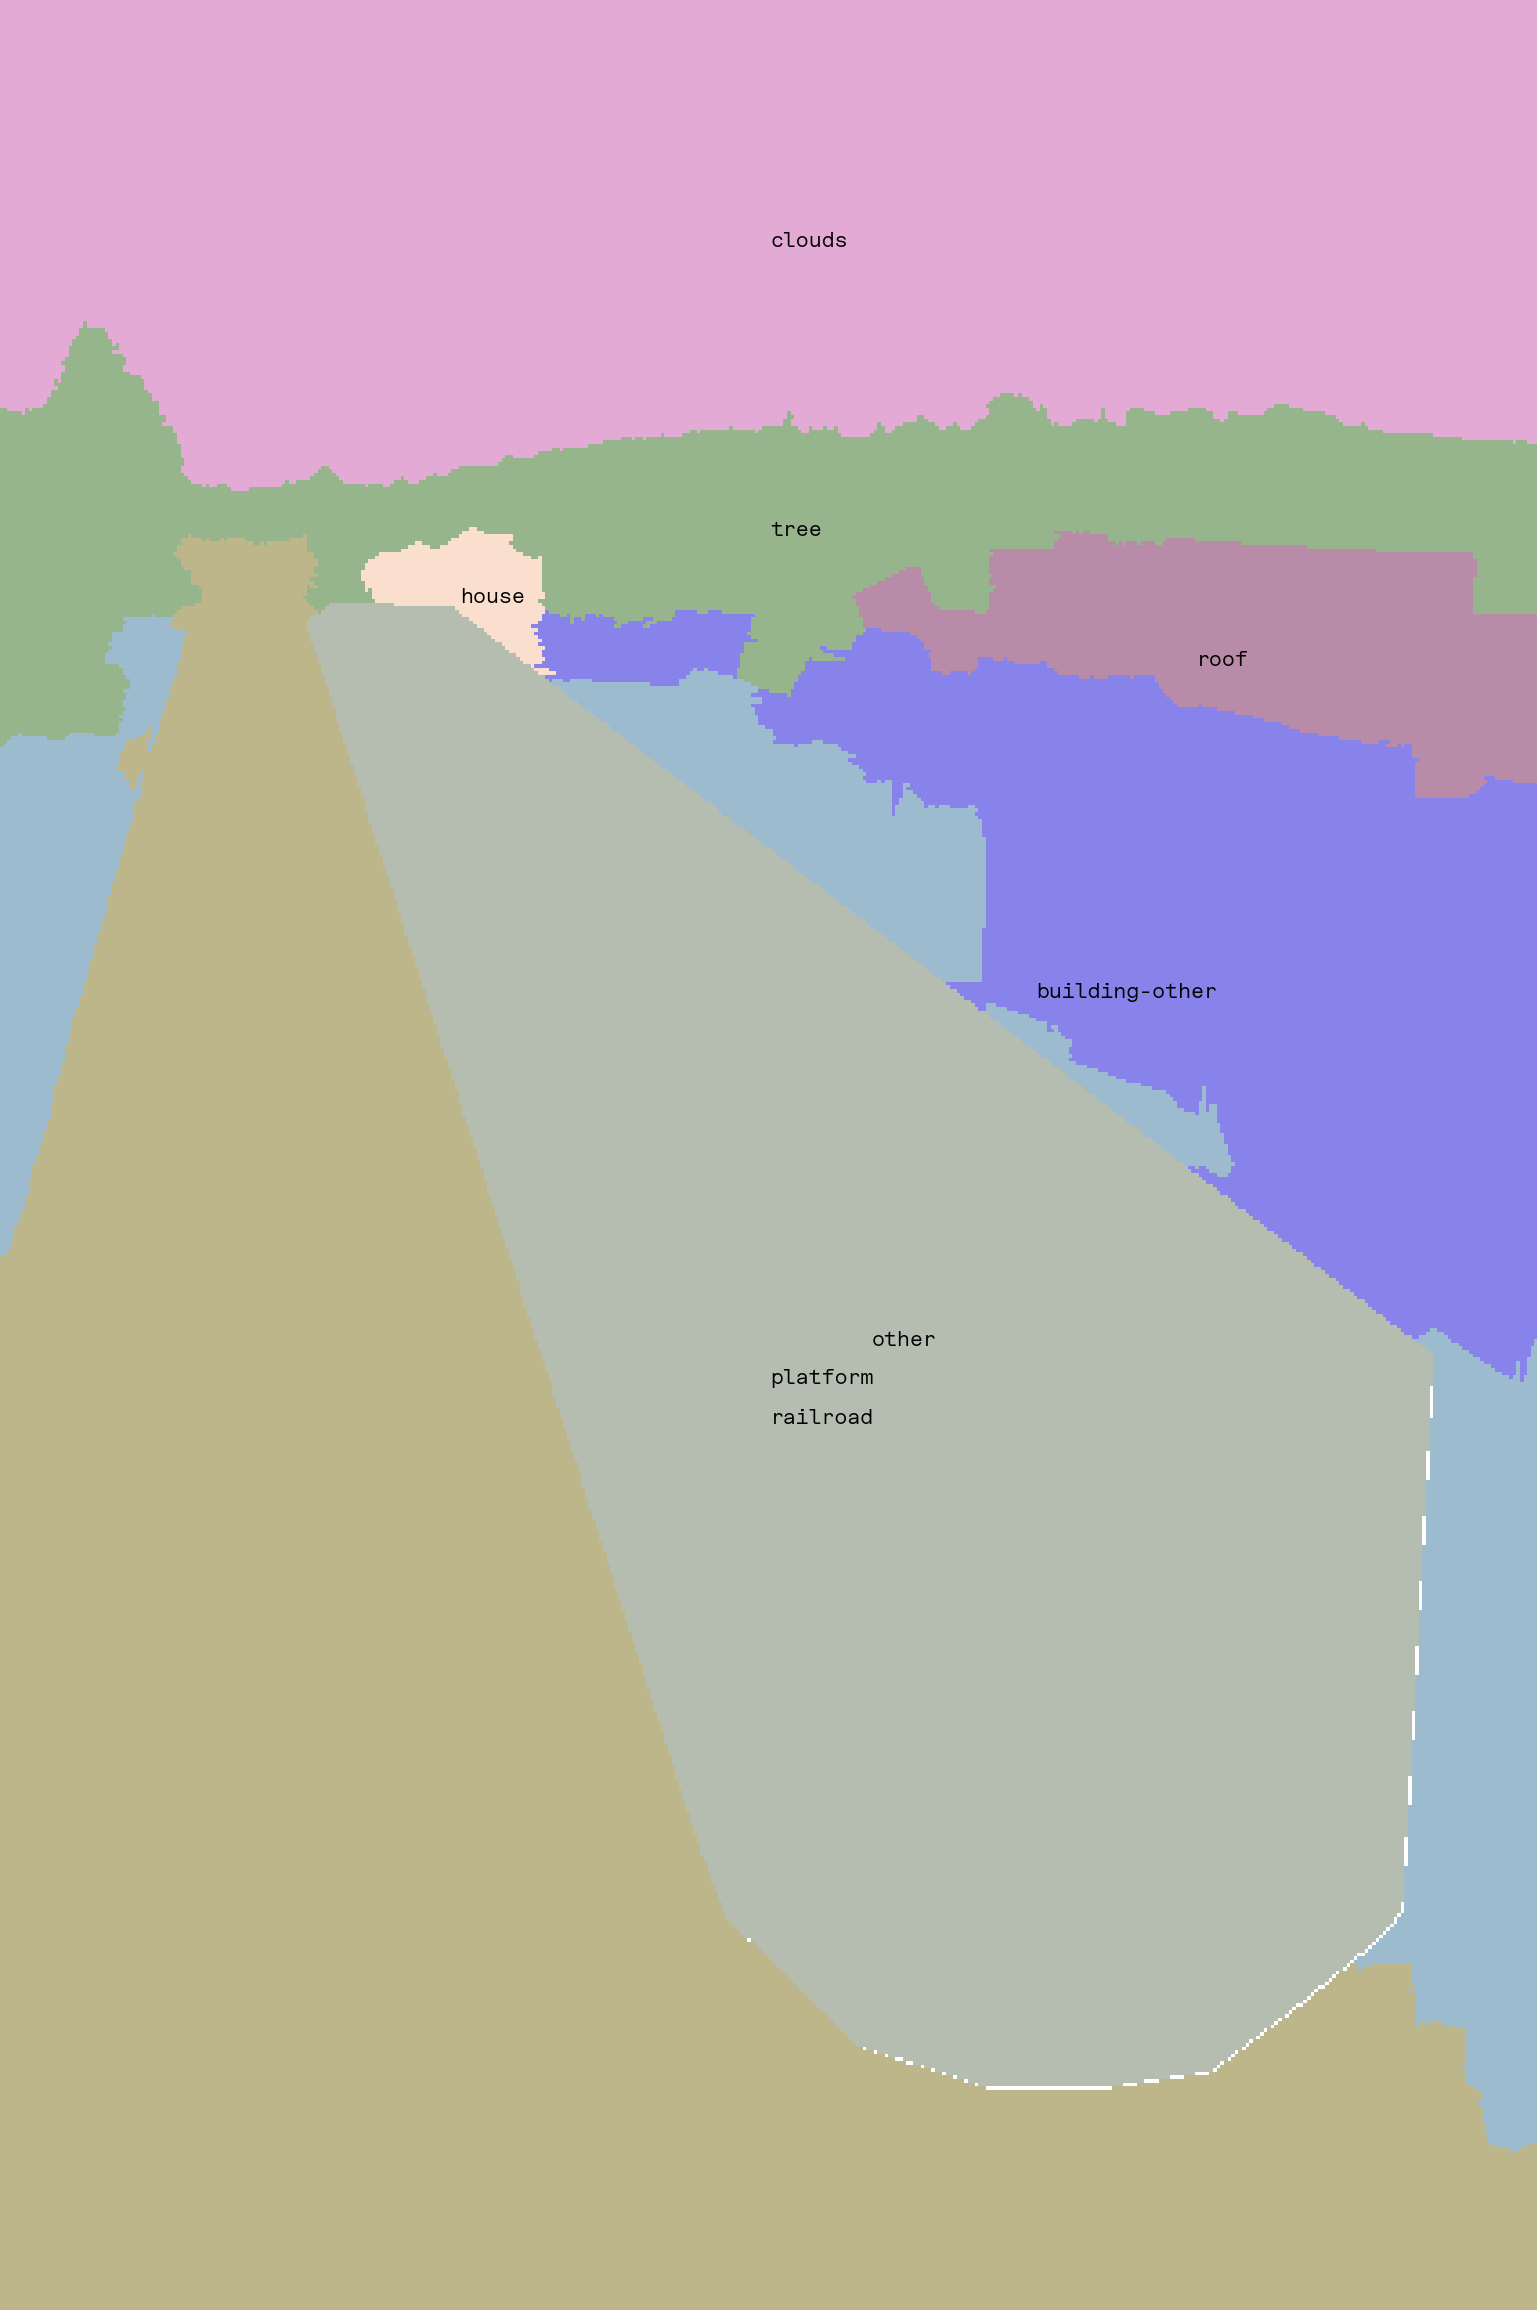 clouds
tree
house
roof
building-other
other
platform
railroad